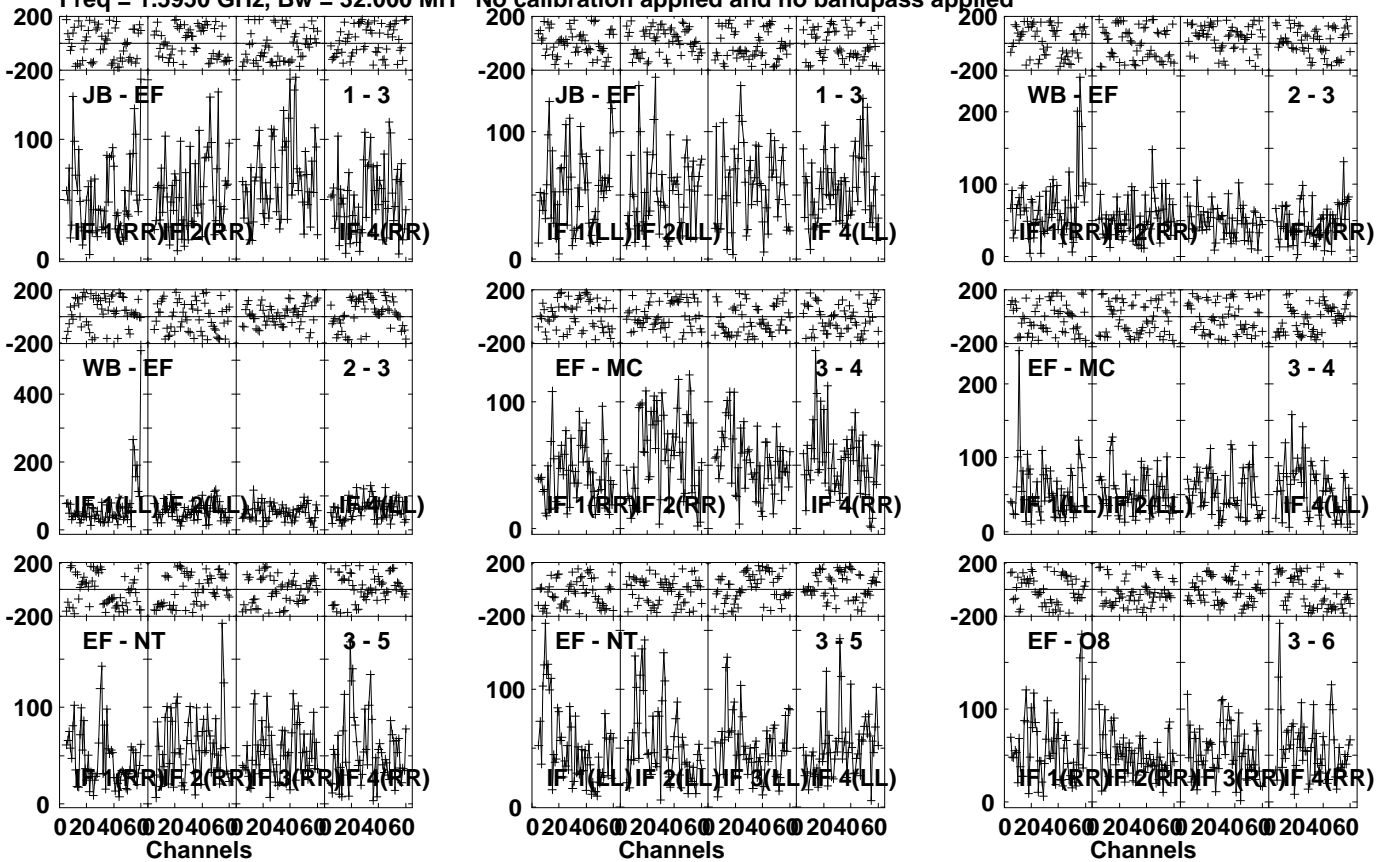 Freq = 1.5950 GHz, Bw = 32.000 MH No calibration applied and no bandpass applied
200
-200
JB - EF 1 - 3
100
IF 1(RR) IF 2(RR) IF 4(RR)
0
200
-200
JB - EF 1 - 3
100
IF 1(LL) IF 2(LL) IF 4(LL)
0
200
-200
WB - EF 2 - 3
200
100
IF 1(RR) IF 2(RR) IF 4(RR)
0
200
-200
WB - EF 2 - 3
400
200
IF 1(LL) IF 2(LL) IF 4(LL)
0
200
-200
EF - MC 3 - 4
100
IF 1(RR) IF 2(RR) IF 4(RR)
0
200
-200
EF - MC 3 - 4
200
100
IF 1(LL) IF 2(LL) IF 4(LL)
0
200
-200
EF - NT 3 - 5
100
IF 1(RR) IF 2(RR) IF 3(RR) IF 4(RR)
0
0 20 40 60 0 20 40 60 0 20 40 60 0 20 40 60
Channels
200
-200
EF - NT 3 - 5
100
IF 1(LL) IF 2(LL) IF 3(LL) IF 4(LL)
0
0 20 40 60 0 20 40 60 0 20 40 60 0 20 40 60
Channels
200
-200
EF - O8 3 - 6
100
IF 1(RR) IF 2(RR) IF 3(RR) IF 4(RR)
0
0 20 40 60 0 20 40 60 0 20 40 60 0 20 40 60
Channels